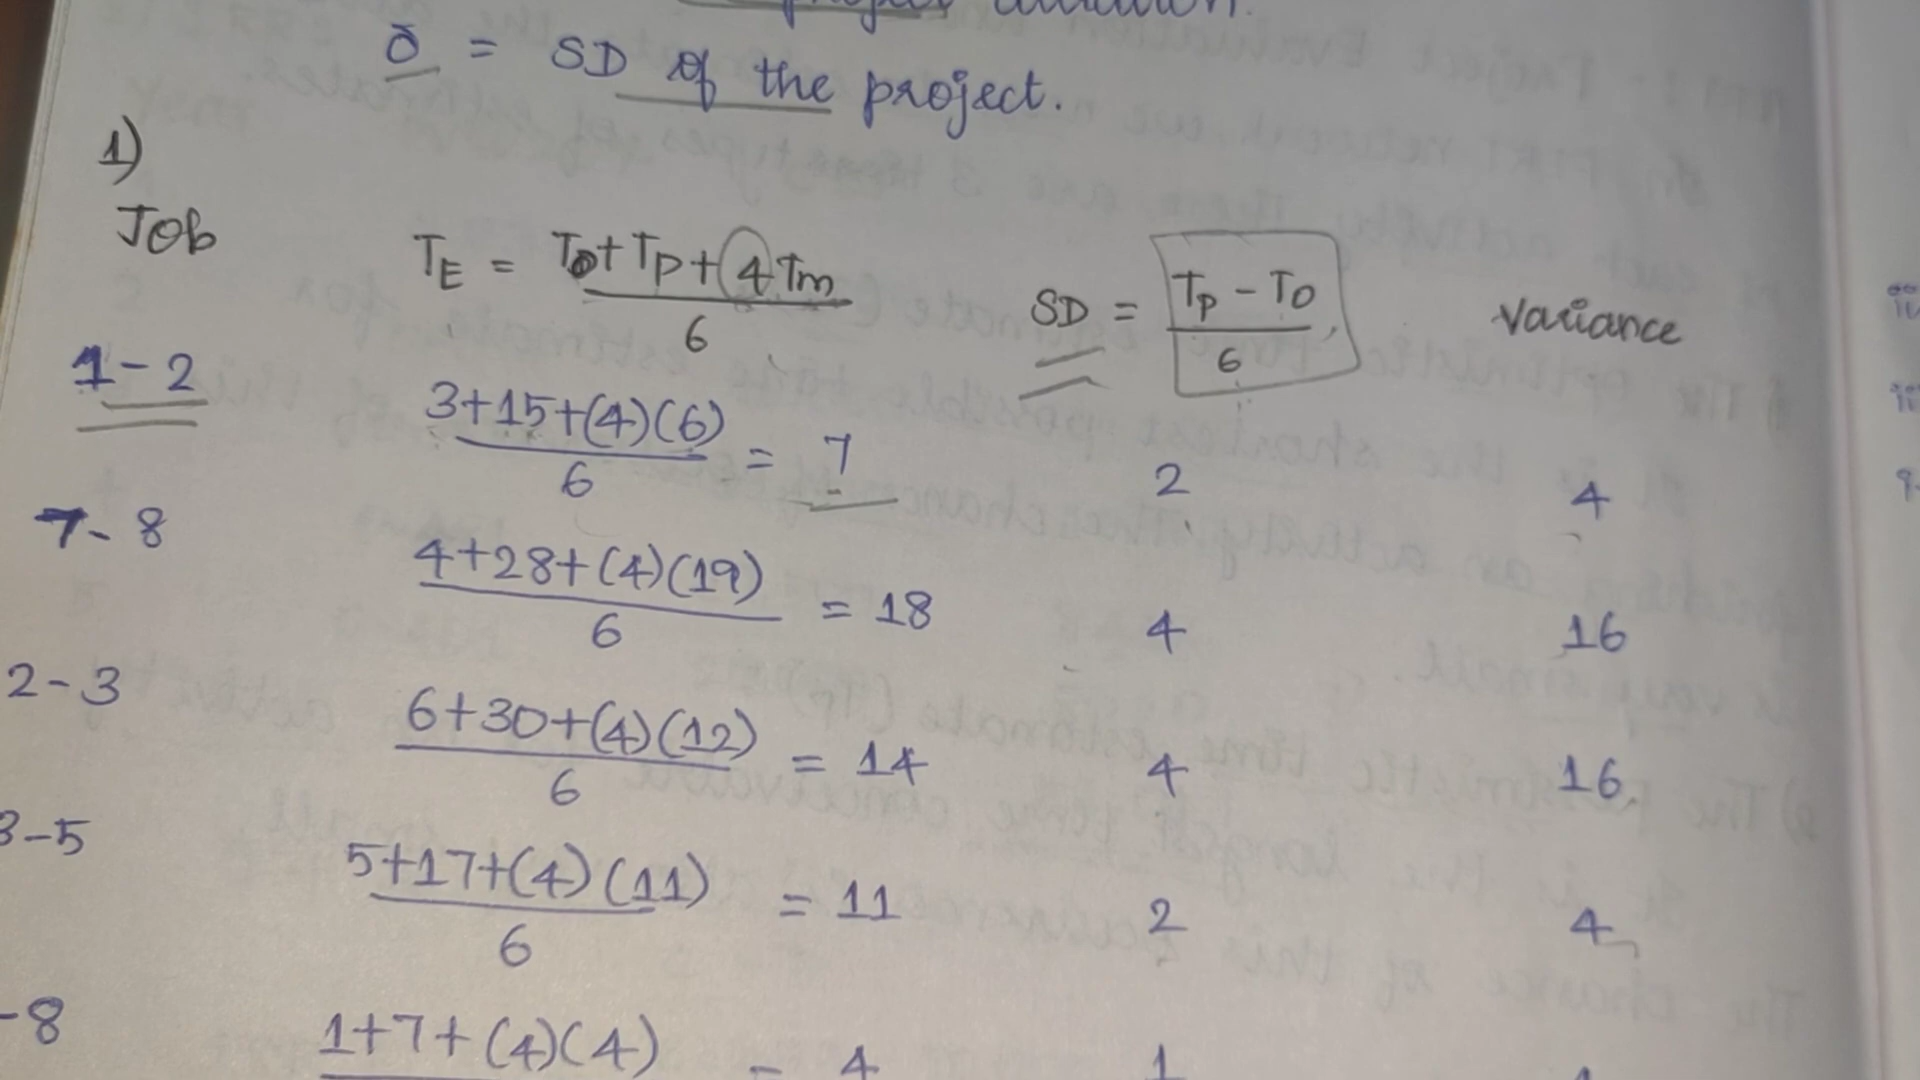 σ = SD of the project.
1)
Job TE = To+Tp+4Tm / 6 SD = Tp-To / 6 Variance
1-2 3+15+(4)(6) / 6 = 7 2 4
7-8 4+28+(4)(19) / 6 = 18 4 16
2-3 6+30+(4)(12) / 6 = 14 4 16
3-5 5+17+(4)(11) / 6 = 11 2 4
-8 1+7+(4)(4) = 4 1